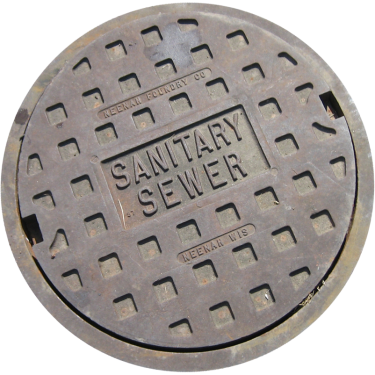 NEENAH FOUNDRY CO
SANITARY
SEWER
NEENAH WIS